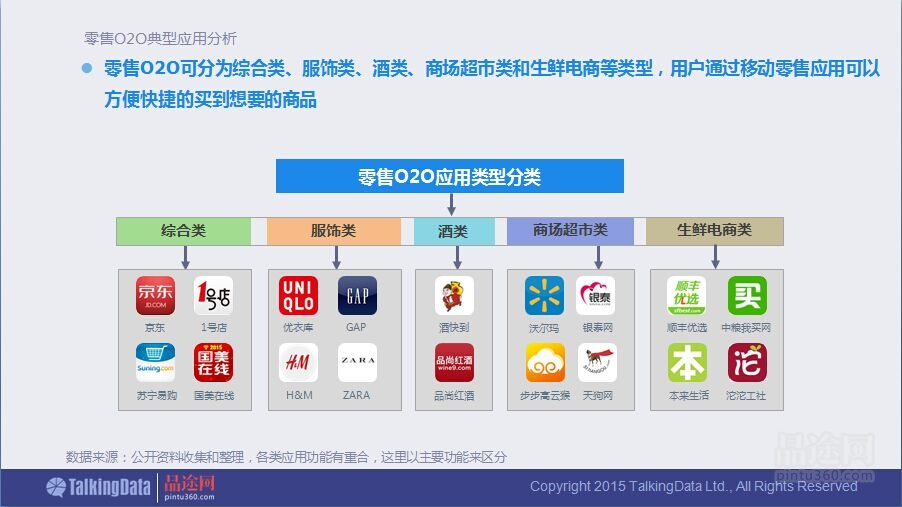 零售O2O典型应用分析
零售O2O可分为综合类、服饰类、酒类、商场超市类和生鲜电商等类型，用户通过移动零售应用可以
方便快捷的买到想要的商品
零售O2O应用类型分类
综合类 服饰类 酒类 商场超市类 生鲜电商类
京东 JD.COM 1号店 UNI QLO GAP 银泰 顺丰优选 sfbest.com 买
京东 1号店 优衣库 GAP 酒快到 沃尔玛 银泰网 顺丰优选 中粮我买网
Suning.com 2015 国美在线 H&M ZARA 品尚红酒 wine9.com 本 沱
苏宁易购 国美在线 H&M ZARA 品尚红酒 步步高云猴 天狗网 本来生活 沱沱工社
数据来源：公开资料收集和整理，各类应用功能有重合，这里以主要功能来区分
品途网
pintu360.com
TalkingData 品途网 pintu360.com Copyright 2015 TalkingData Ltd., All Rights Reserved